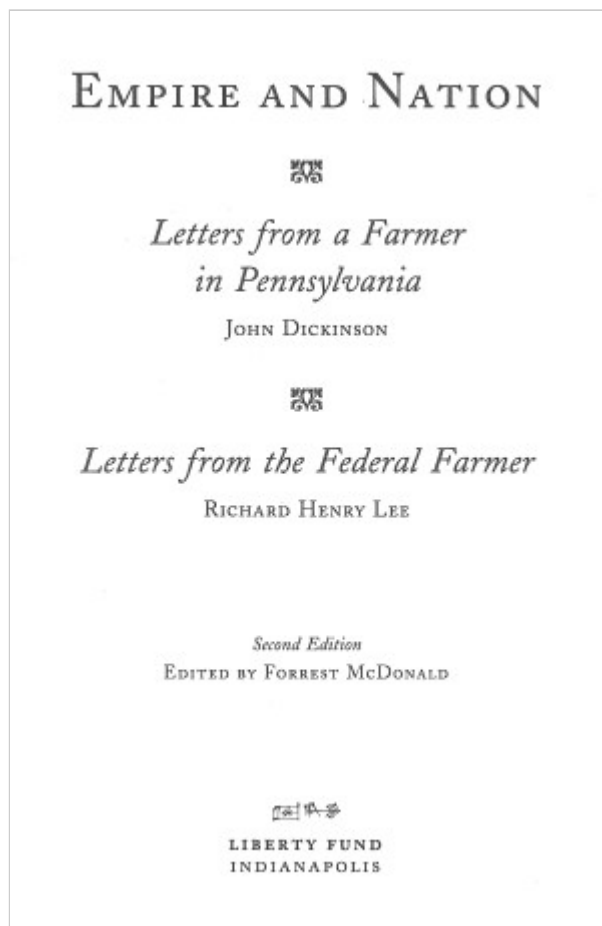 EMPIRE AND NATION
Letters from a Farmer
in Pennsylvania
JOHN DICKINSON
Letters from the Federal Farmer
RICHARD HENRY LEE
Second Edition
EDITED BY FORREST MCDONALD
LIBERTY FUND
INDIANAPOLIS